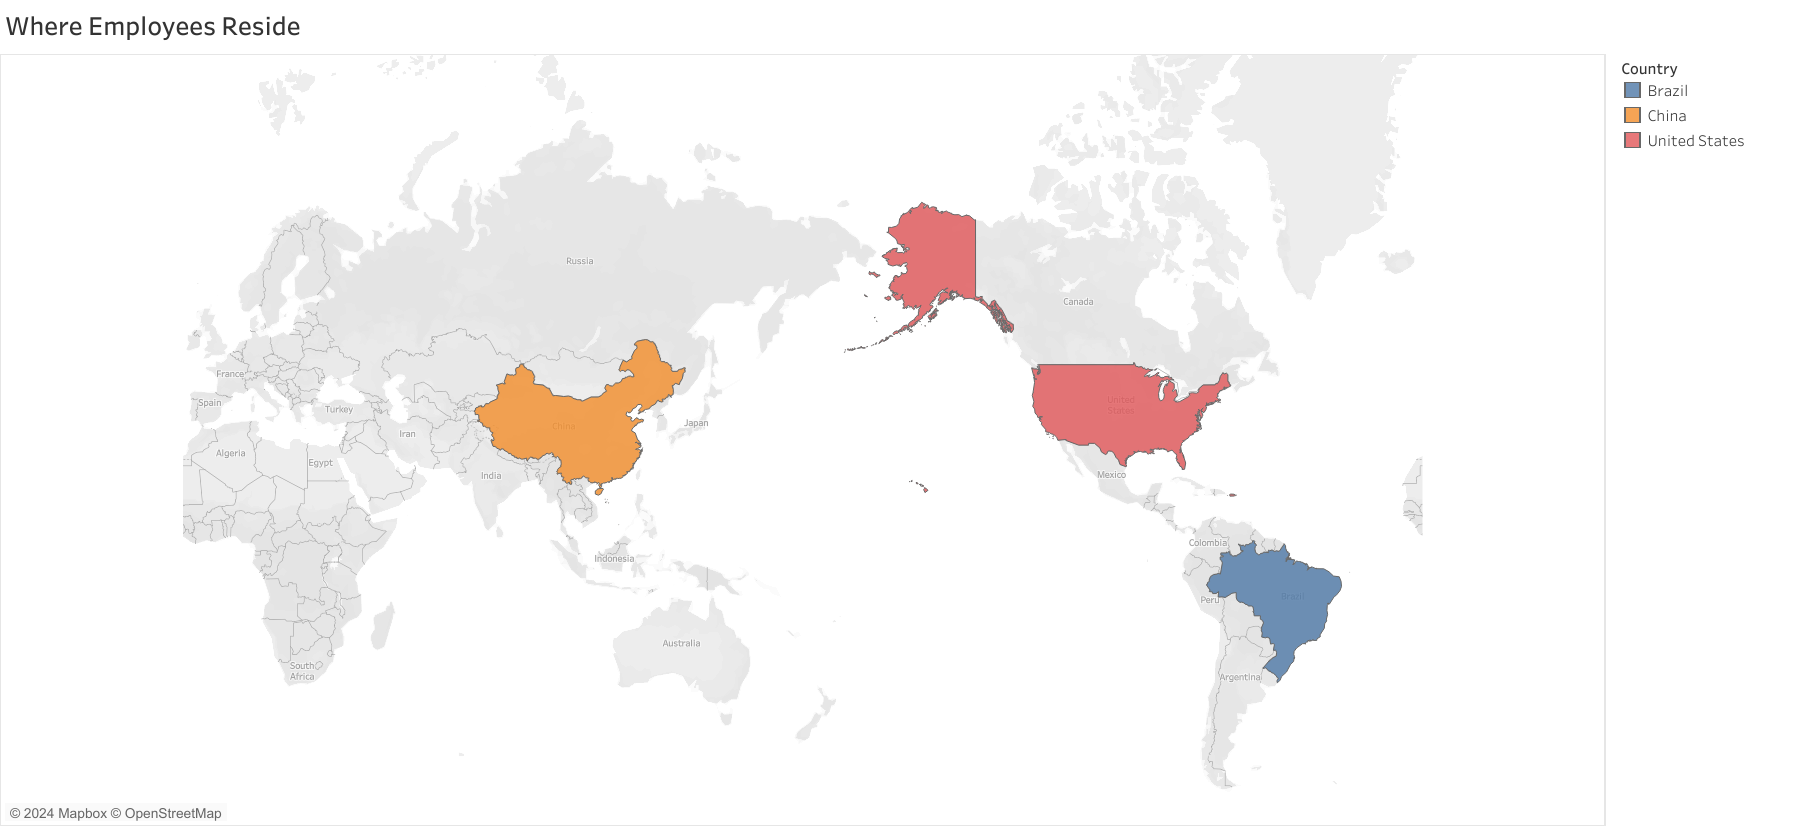 Where Employees Reside
Country
Brazil
China
United States
Russia
Canada
France
Spain
Turkey
China
Japan
United
States
Iran
Algeria
Egypt
India
Mexico
Indonesia
Colombia
Peru
Brazil
Australia
South
Africa
Argentina
© 2024 Mapbox © OpenStreetMap